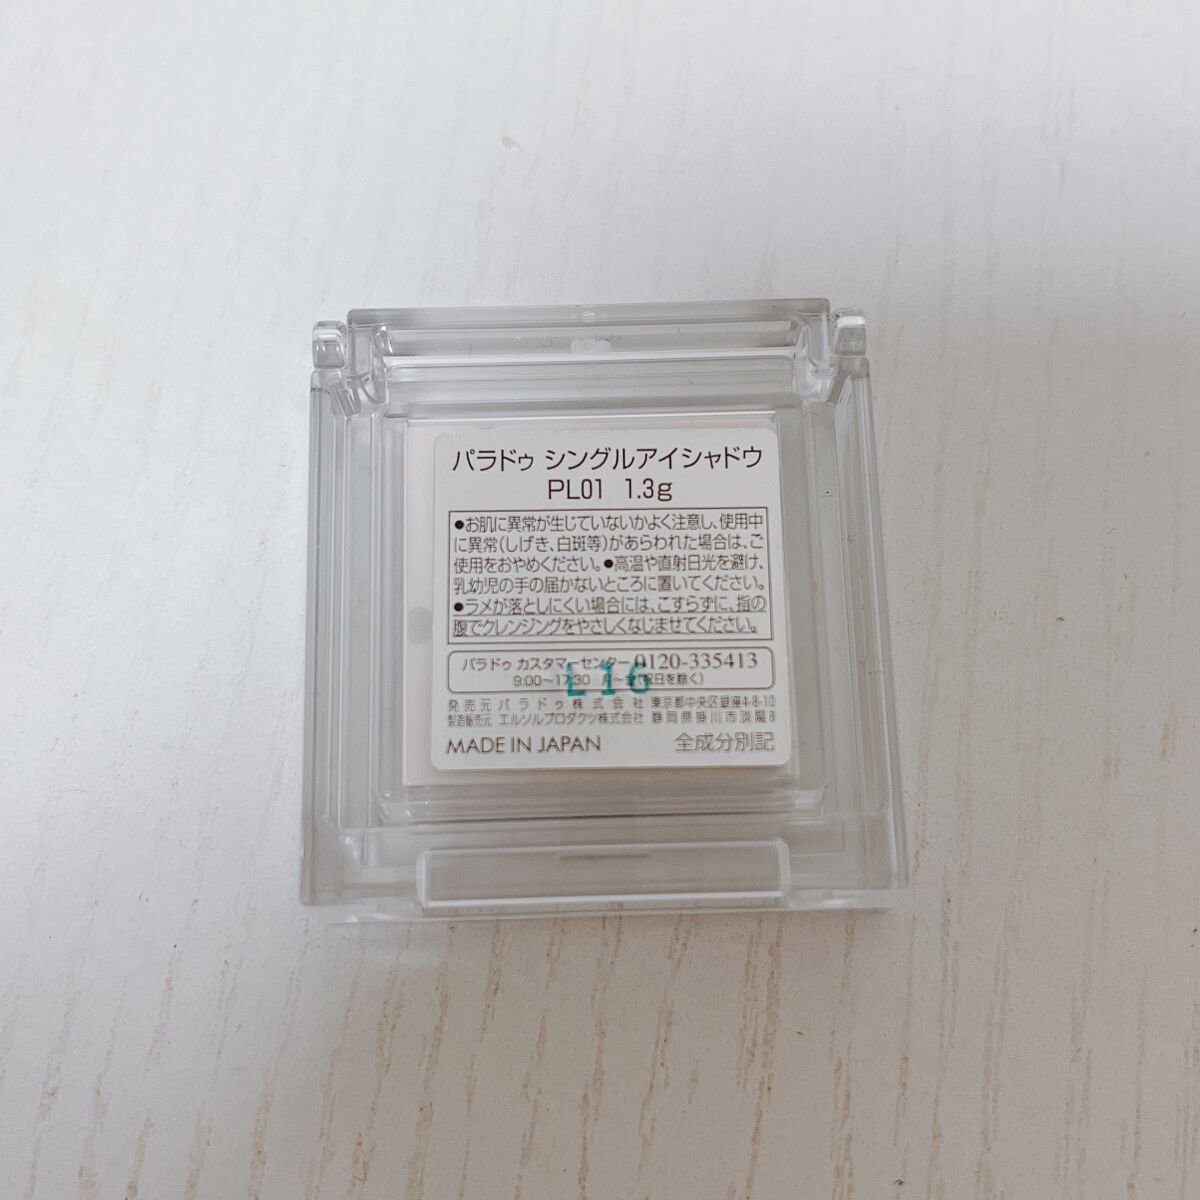 パラドゥ シングルアイシャドウ
PL01 1.3g
●お肌に異常が生じていないかよく注意し、使用中
に異常(しげき、白斑等)があらわれた場合は、ご
使用をおやめください。●高温や直射日光を避け、
乳幼児の手の届かないところに置いてください。
●ラメが落としにくい場合には、こすらずに、指の
腹でクレンジングをやさしくなじませてください。
パラドゥ カスタマーセンター 0120-335413
9:00～17:30 月～金(祝日を除く)
L16
発売元 パラドゥ株式会社 東京都中央区銀座4-8-10
製造販売元 エルソルプロダクツ株式会社 静岡県掛川市淡陽8
MADE IN JAPAN 全成分別記